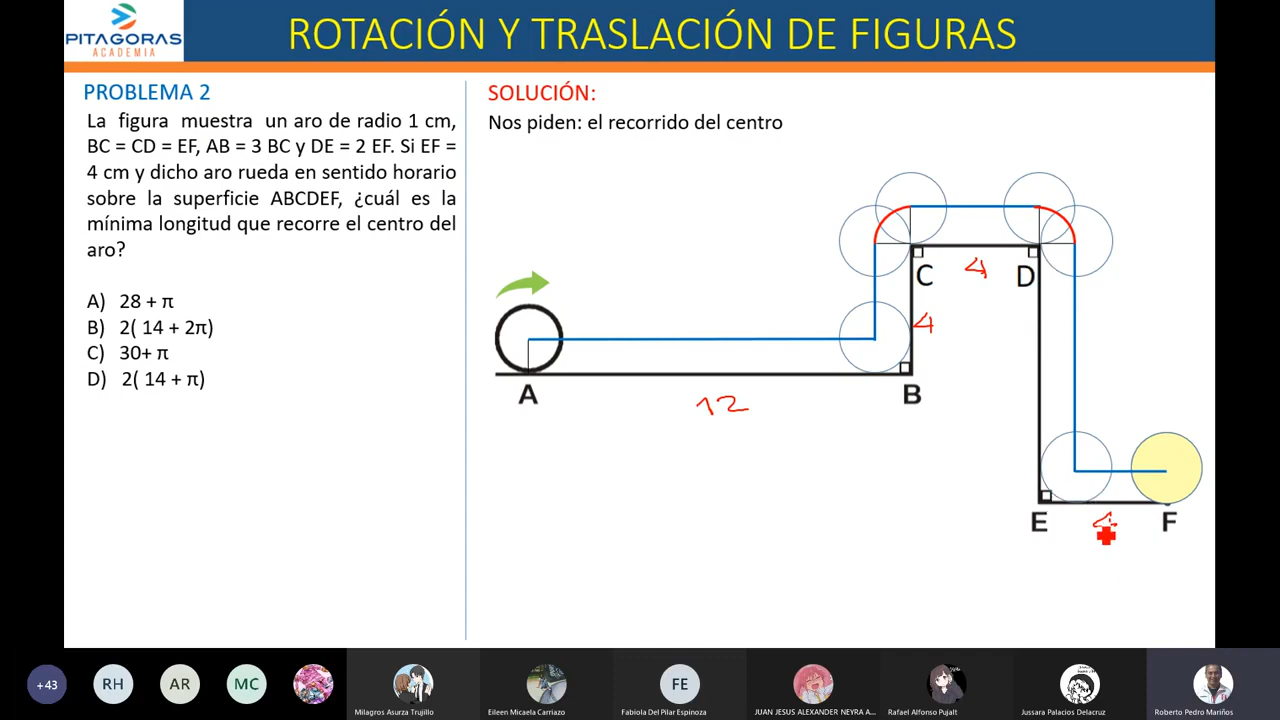 PITAGORAS
ACADEMIA
ROTACIÓN Y TRASLACIÓN DE FIGURAS
PROBLEMA 2
La figura muestra un aro de radio 1 cm,
BC = CD = EF, AB = 3 BC y DE = 2 EF. Si EF =
4 cm y dicho aro rueda en sentido horario
sobre la superficie ABCDEF, ¿cuál es la
mínima longitud que recorre el centro del
aro?
A) 28 + π
B) 2( 14 + 2π)
C) 30+ π
D) 2( 14 + π)
SOLUCIÓN:
Nos piden: el recorrido del centro
C 4 D
4
A
B
12
4
E
F
+43
RH
AR
MC
FE
Milagros Asurza Trujillo
Eileen Micaela Carriazo
Fabiola Del Pilar Espinoza
JUAN JESUS ALEXANDER NEYRA A...
Rafael Alfonso Pujalt
Jussara Palacios Delacruz
Roberto Pedro Mariños